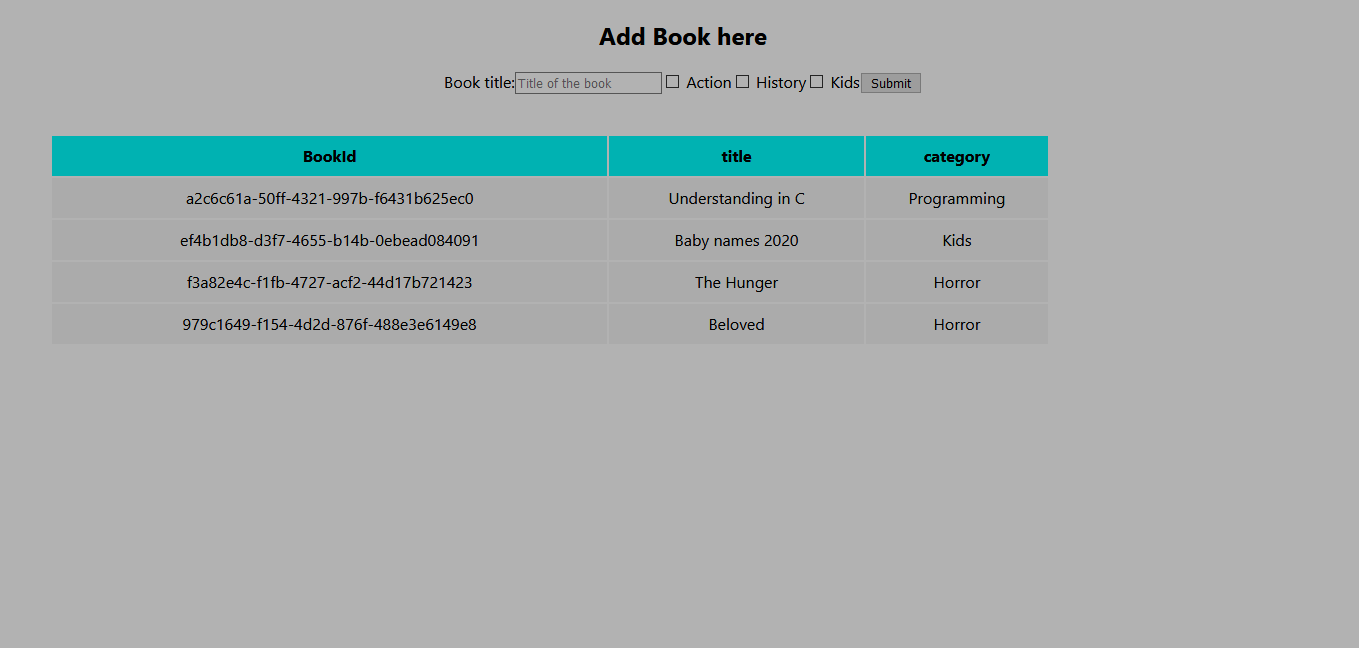 Add Book here
Book title: Title of the book Action History Kids Submit
BookId title category
a2c6c61a-50ff-4321-997b-f6431b625ec0 Understanding in C Programming
ef4b1db8-d3f7-4655-b14b-0ebead084091 Baby names 2020 Kids
f3a82e4c-f1fb-4727-acf2-44d17b721423 The Hunger Horror
979c1649-f154-4d2d-876f-488e3e6149e8 Beloved Horror